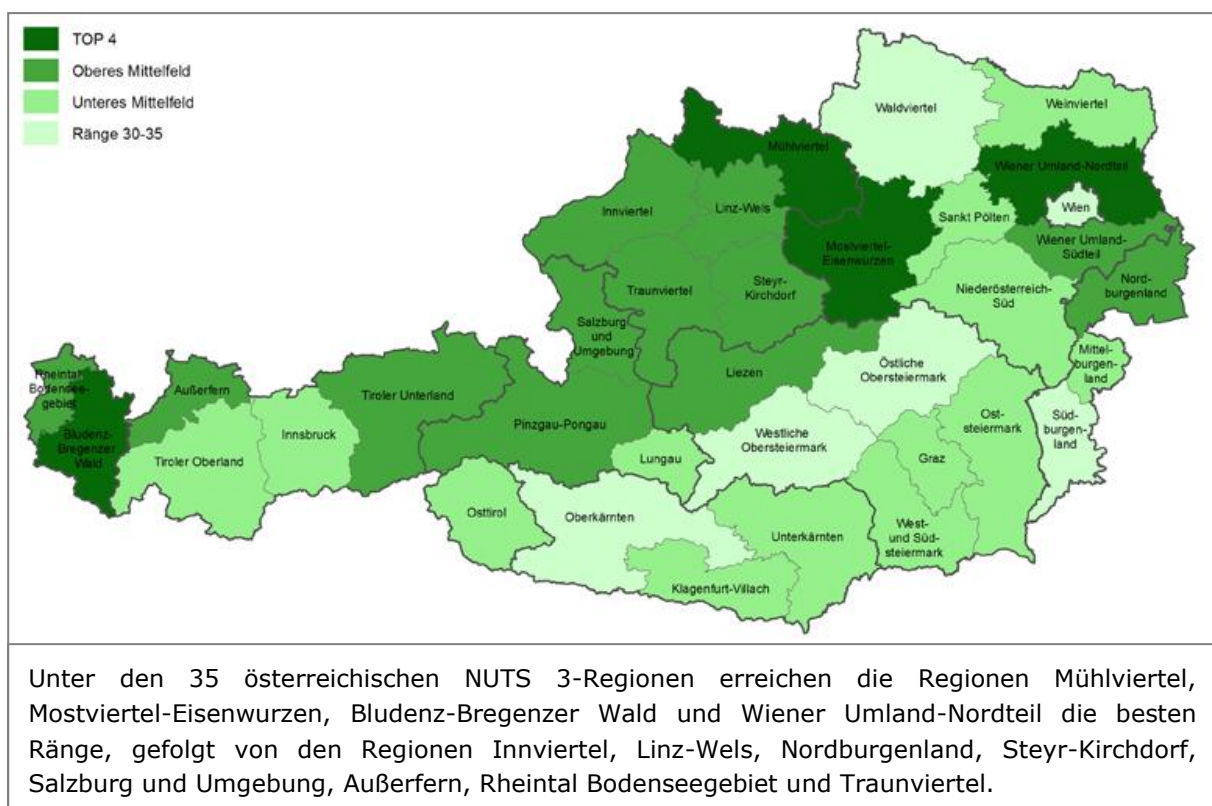 TOP 4
Oberes Mittelfeld
Unteres Mittelfeld
Ränge 30-35
Waldviertel
Weinviertel
Mühlviertel
Wiener Umland-Nordteil
Innviertel
Linz-Wels
Sankt Pölten
Wien
Mostviertel-
Eisenwurzen
Wiener Umland-
Südteil
Traunviertel
Steyr-
Kirchdorf
Niederösterreich-
Süd
Nord-
burgenland
Salzburg
und
Umgebung
Mittel-
burgen-
land
Rheintal
Bodensee-
gebiet
Außerfern
Tiroler Unterland
Liezen
Östliche
Obersteiermark
Bludenz-
Bregenzer
Wald
Tiroler Oberland
Innsbruck
Pinzgau-Pongau
Lungau
Westliche
Obersteiermark
Ost-
steiermark
Graz
Süd-
burgen-
land
Osttirol
Oberkärnten
Unterkärnten
West-
und Süd-
steiermark
Klagenfurt-Villach
Unter den 35 österreichischen NUTS 3-Regionen erreichen die Regionen Mühlviertel,
Mostviertel-Eisenwurzen, Bludenz-Bregenzer Wald und Wiener Umland-Nordteil die besten
Ränge, gefolgt von den Regionen Innviertel, Linz-Wels, Nordburgenland, Steyr-Kirchdorf,
Salzburg und Umgebung, Außerfern, Rheintal Bodenseegebiet und Traunviertel.